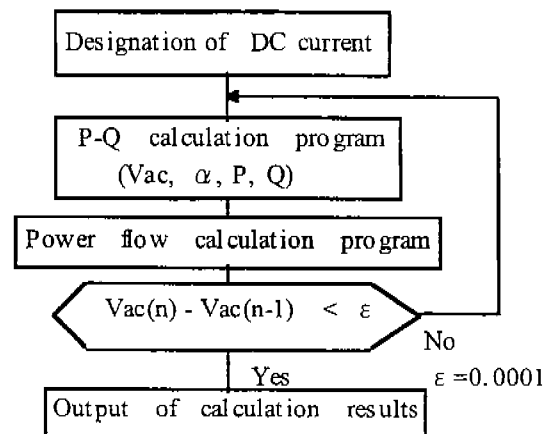 Designation of DC current
P-Q calculation program
(Vac, α, P, Q)
Power flow calculation program
Vac(n) - Vac(n-1) < ε
No
Yes
ε=0.0001
Output of calculation results